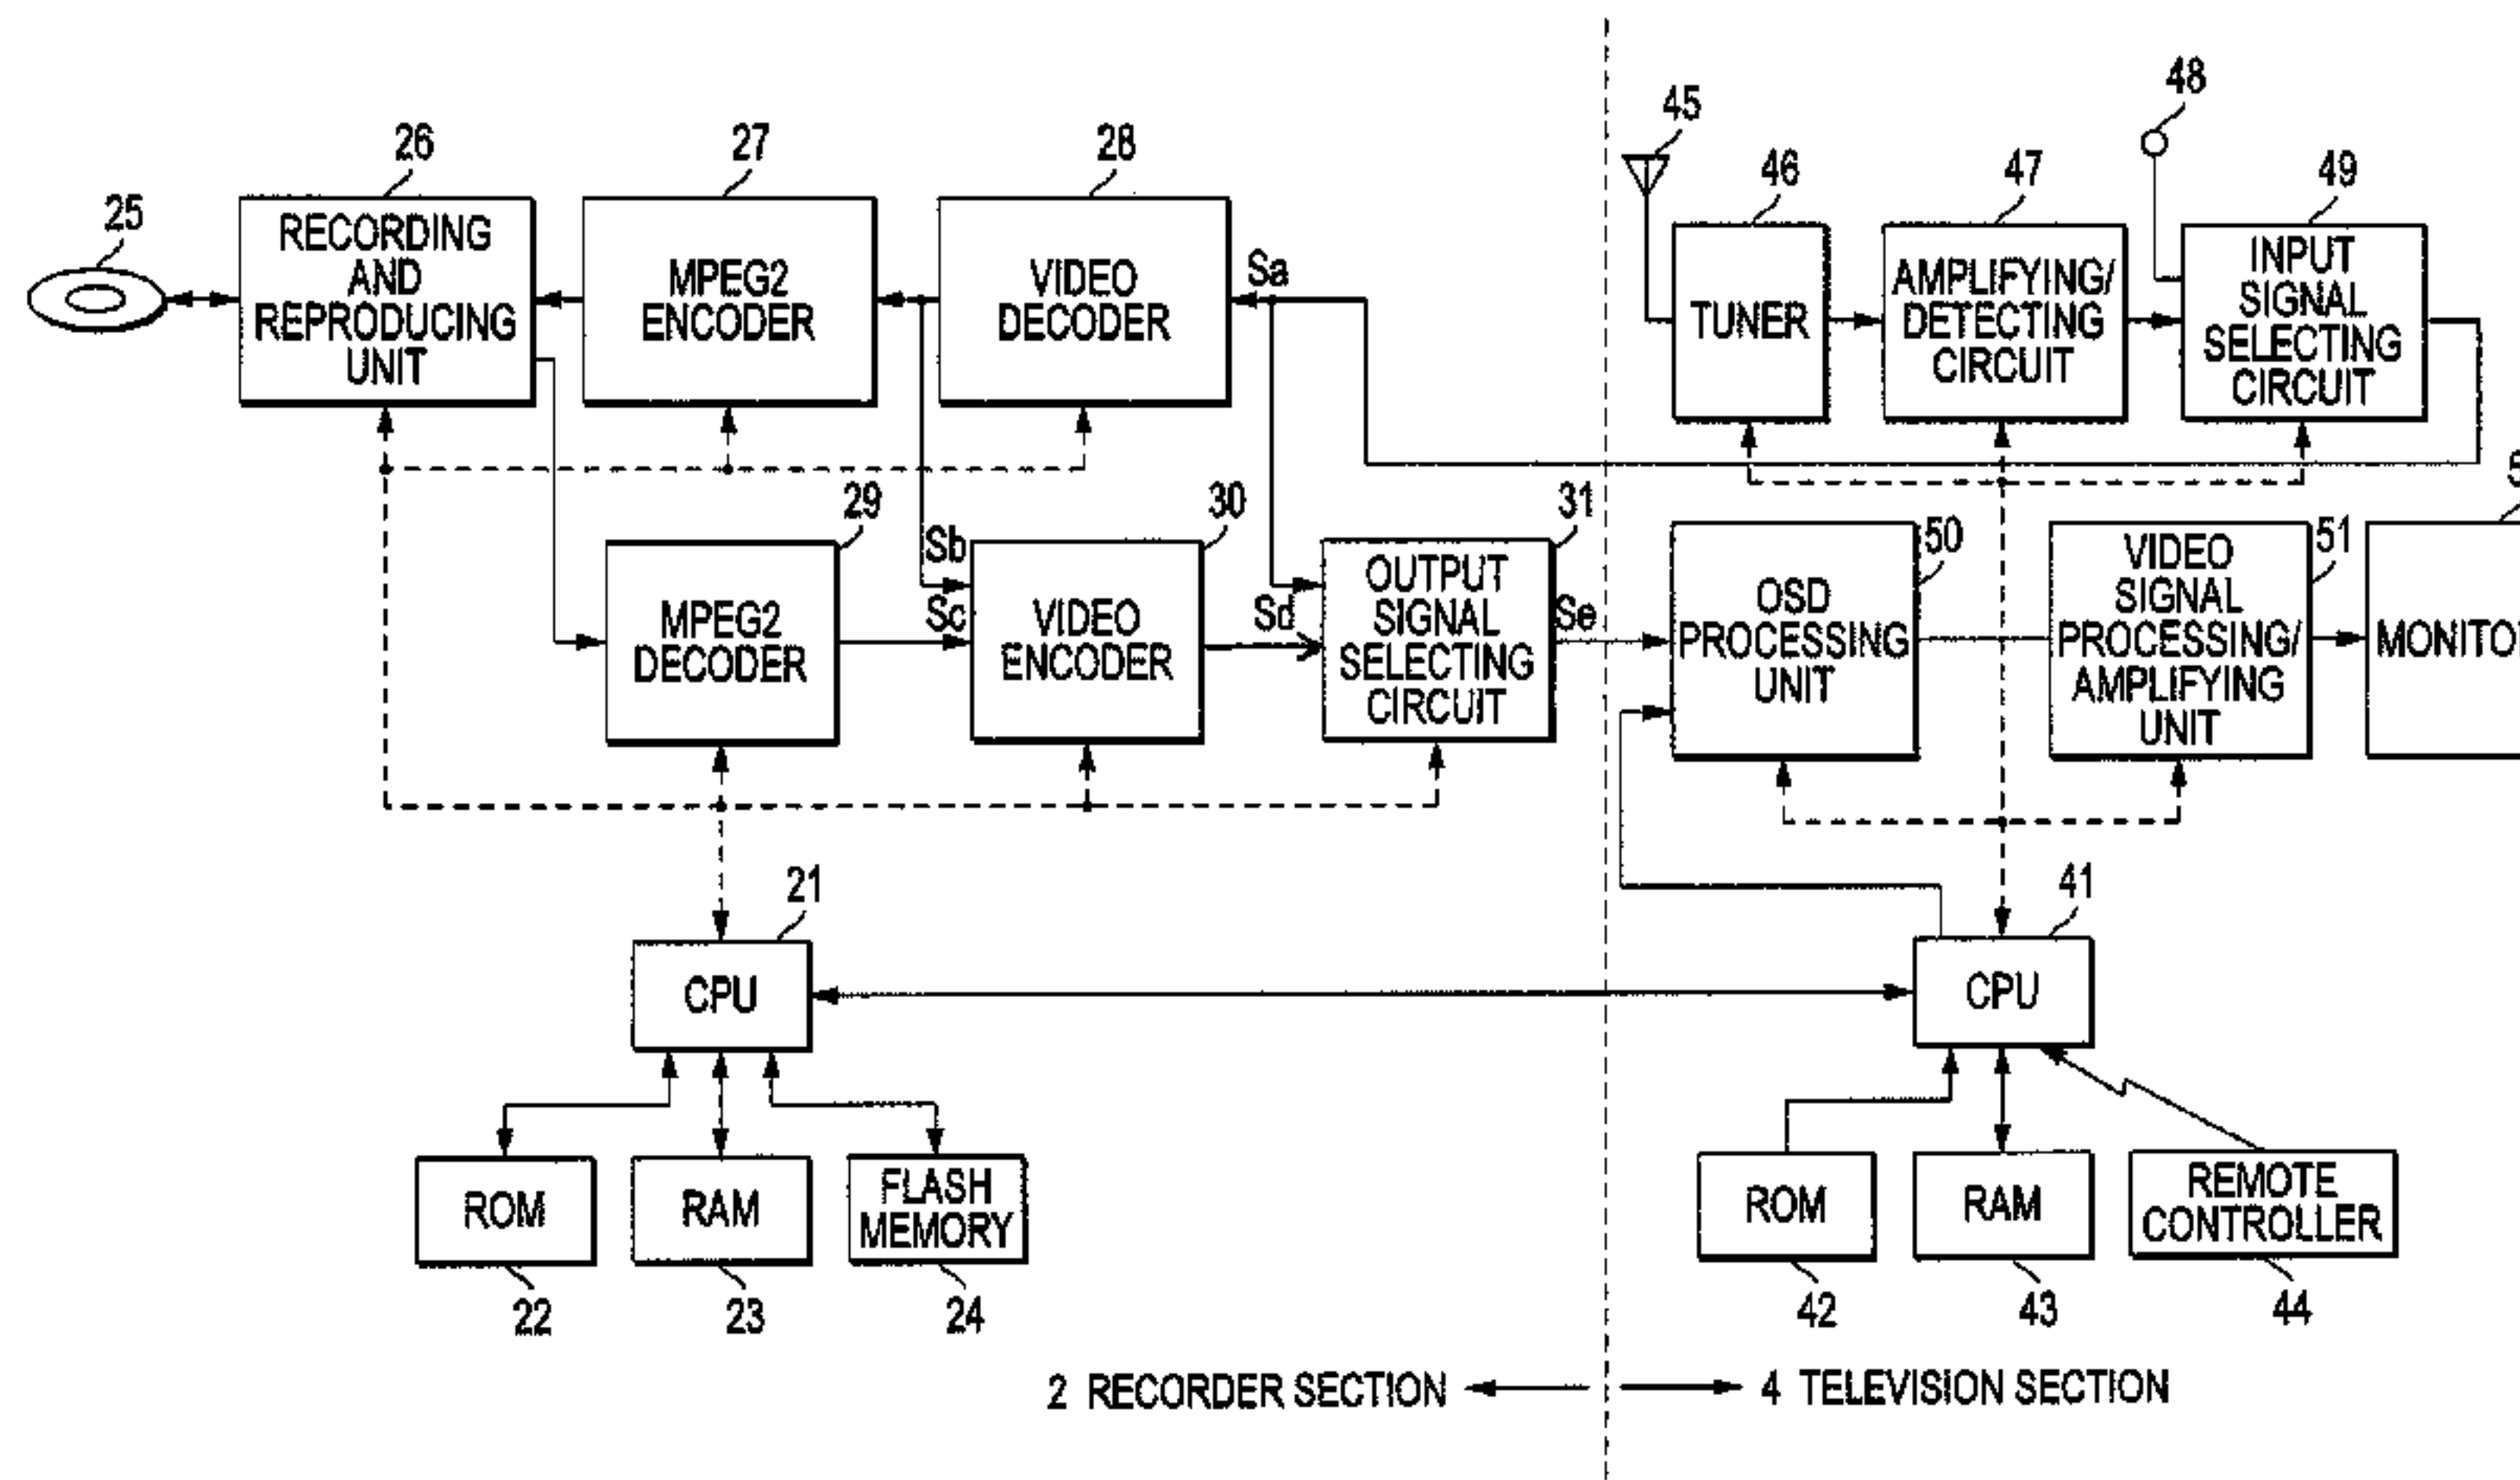 48
45
26
27
28
46
47
49
25
RECORDING
AND
REPRODUCING
UNIT
MPEG2
ENCODER
VIDEO
DECODER
Sa
TUNER
AMPLIFYING/
DETECTING
CIRCUIT
INPUT
SIGNAL
SELECTING
CIRCUIT
29
30
31
50
51
5
Sb
Sc
Sd
Se
MPEG2
DECODER
VIDEO
ENCODER
OUTPUT
SIGNAL
SELECTING
CIRCUIT
OSD
PROCESSING
UNIT
VIDEO
SIGNAL
PROCESSING/
AMPLIFYING
UNIT
MONITO
21
41
CPU
CPU
ROM
RAM
FLASH
MEMORY
ROM
RAM
REMOTE
CONTROLLER
22
23
24
42
43
44
2 RECORDER SECTION
4 TELEVISION SECTION